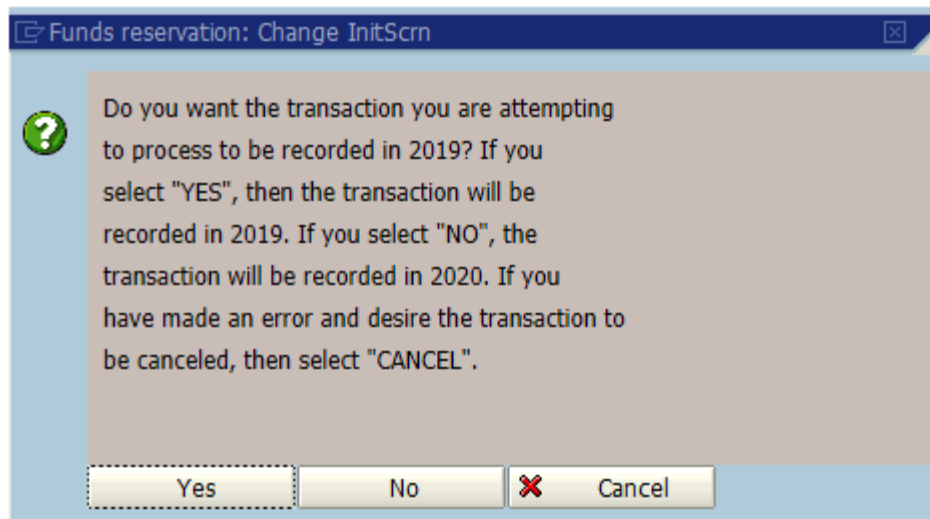 Funds reservation: Change InitScrn
Do you want the transaction you are attempting
to process to be recorded in 2019? If you
select "YES", then the transaction will be
recorded in 2019. If you select "NO", the
transaction will be recorded in 2020. If you
have made an error and desire the transaction to
be canceled, then select "CANCEL".
Yes No Cancel